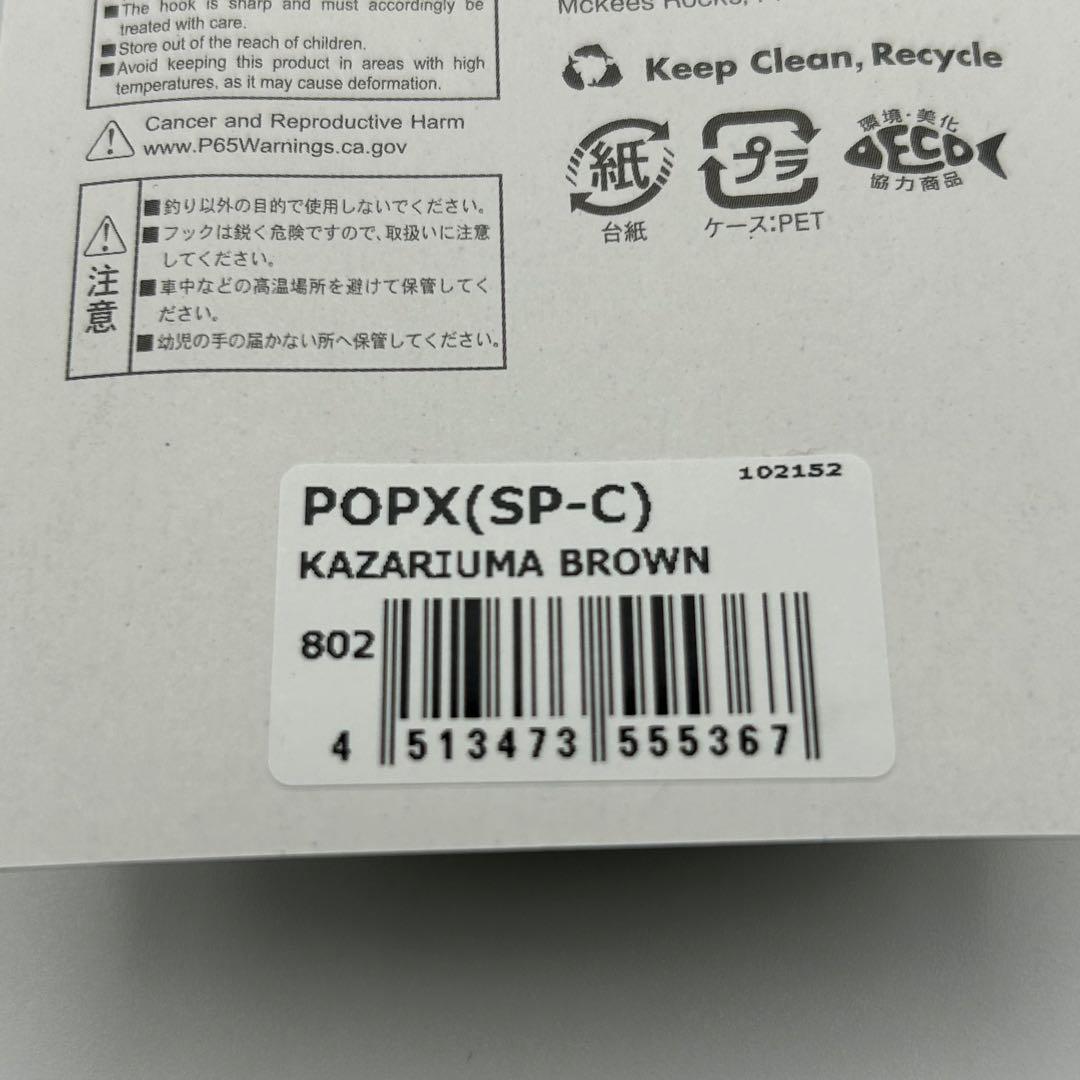 ■The hook is sharp and must accordingly be
treated with care.
■Store out of the reach of children.
■Avoid keeping this product in areas with high
temperatures, as it may cause deformation.
Cancer and Reproductive Harm
www.P65Warnings.ca.gov
注意
■釣り以外の目的で使用しないでください。
■フックは鋭く危険ですので、取扱いに注意
してください。
■車中などの高温場所を避けて保管してく
ださい。
■幼児の手の届かない所へ保管してください。
McKees Rocks,
Keep Clean, Recycle
紙
台紙
プラ
ケース:PET
環境・美化
ECO
協力商品
102152
POPX(SP-C)
KAZARIUMA BROWN
802
4 513473 555367